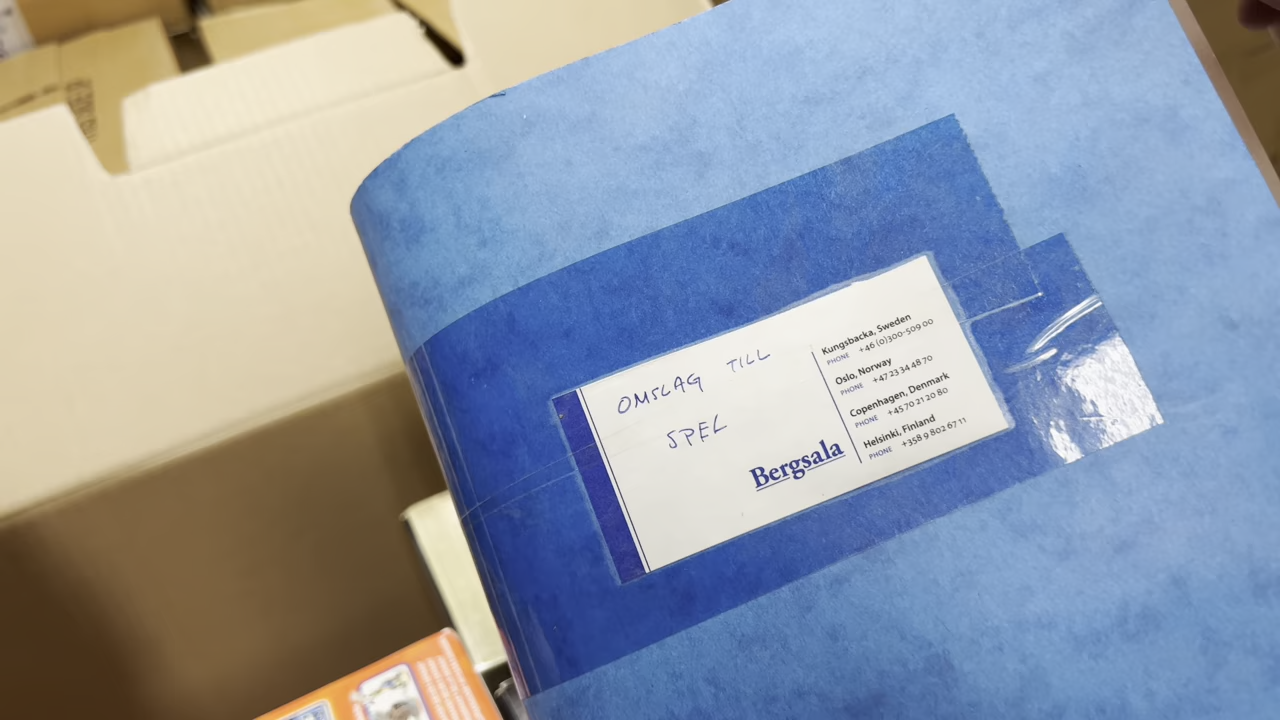 OMSLAG TILL
SPEL
Bergsala
Kungsbacka, Sweden
PHONE +46 (0)300-509 00
Oslo, Norway
PHONE +47 23 34 48 70
Copenhagen, Denmark
PHONE +45 70 21 20 80
Helsinki, Finland
PHONE +358 9 802 67 11